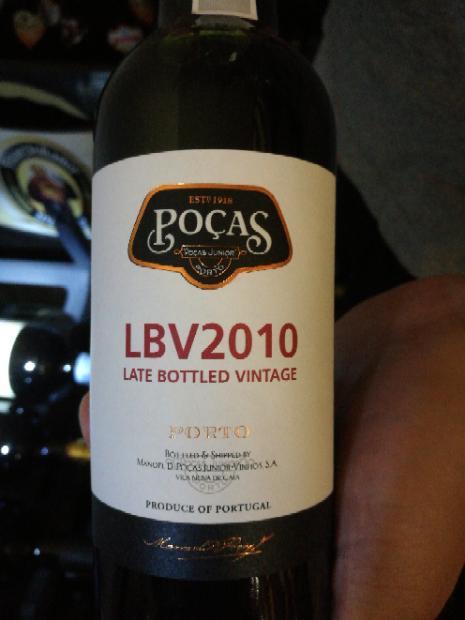 ESTD 1918
POÇAS
POÇAS JUNIOR
PORTO
LBV2010
LATE BOTTLED VINTAGE
PORTO
BOTTLED & SHIPPED BY
MANOEL D. POÇAS JUNIOR-VINHOS, S.A.
VILA NOVA DE GAIA
PORTO
PRODUCE OF PORTUGAL